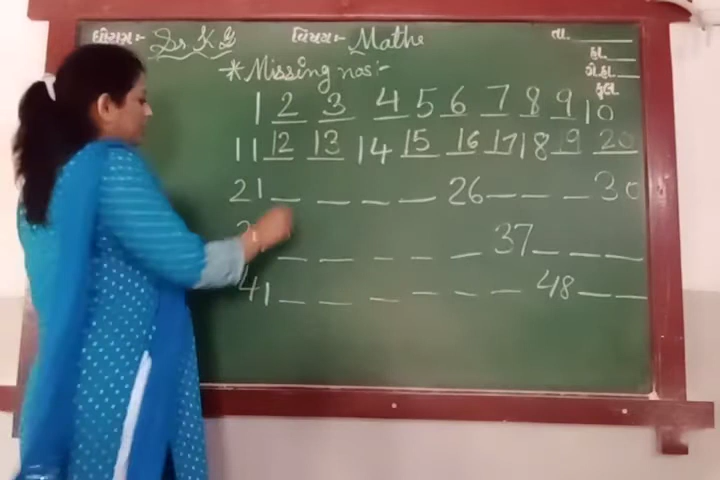 ધોરણ:- Sr. K G વિષય:- Maths તા.
હા.
ગે.હા.
કુલ
* Missing nos:-
1 2 3 4 5 6 7 8 9 10
11 12 13 14 15 16 17 18 19 20
21 _ _ _ _ 26 _ _ _ 30
_ _ _ _ _ 37 _ _ _
41 _ _ _ _ _ _ 48 _ _